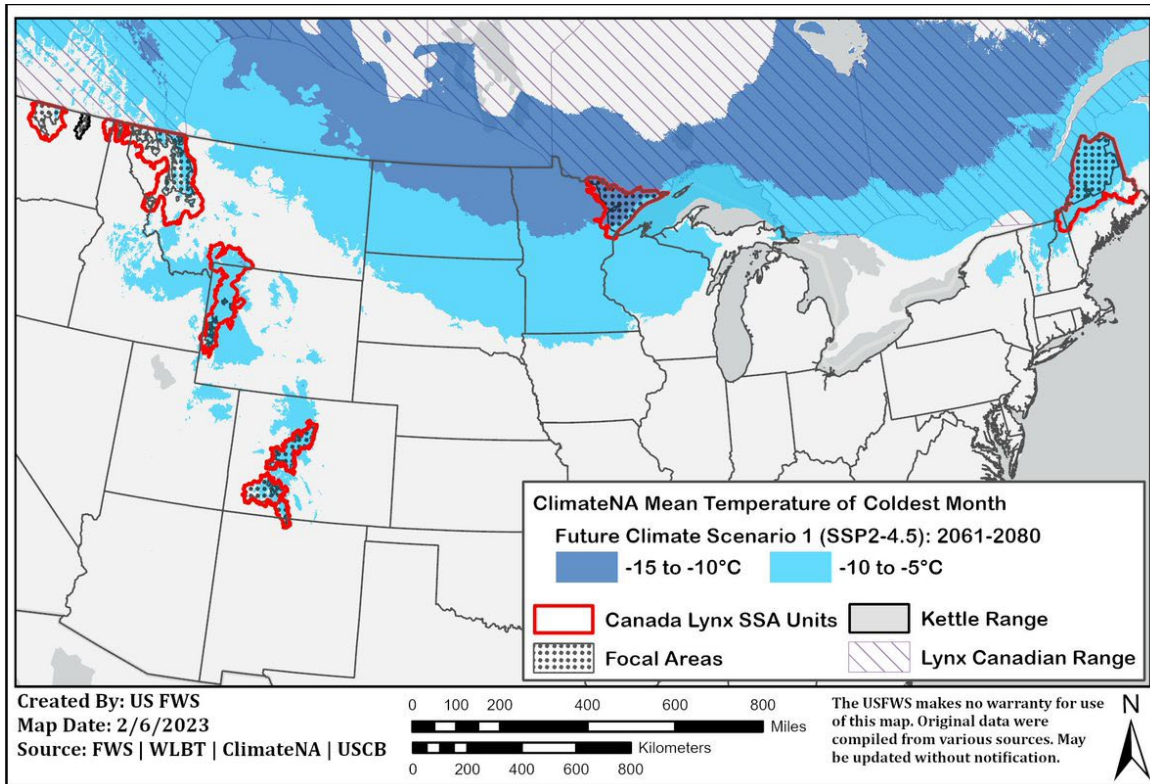 ClimateNA Mean Temperature of Coldest Month
Future Climate Scenario 1 (SSP2-4.5): 2061-2080
-15 to -10°C
-10 to -5°C
Canada Lynx SSA Units
Kettle Range
Focal Areas
Lynx Canadian Range
Created By: US FWS
Map Date: 2/6/2023
Source: FWS | WLBT | ClimateNA | USCB
0 100 200 400 600 800
Miles
Kilometers
0 200 400 600 800
The USFWS makes no warranty for use
of this map. Original data were
compiled from various sources. May
be updated without notification.
N